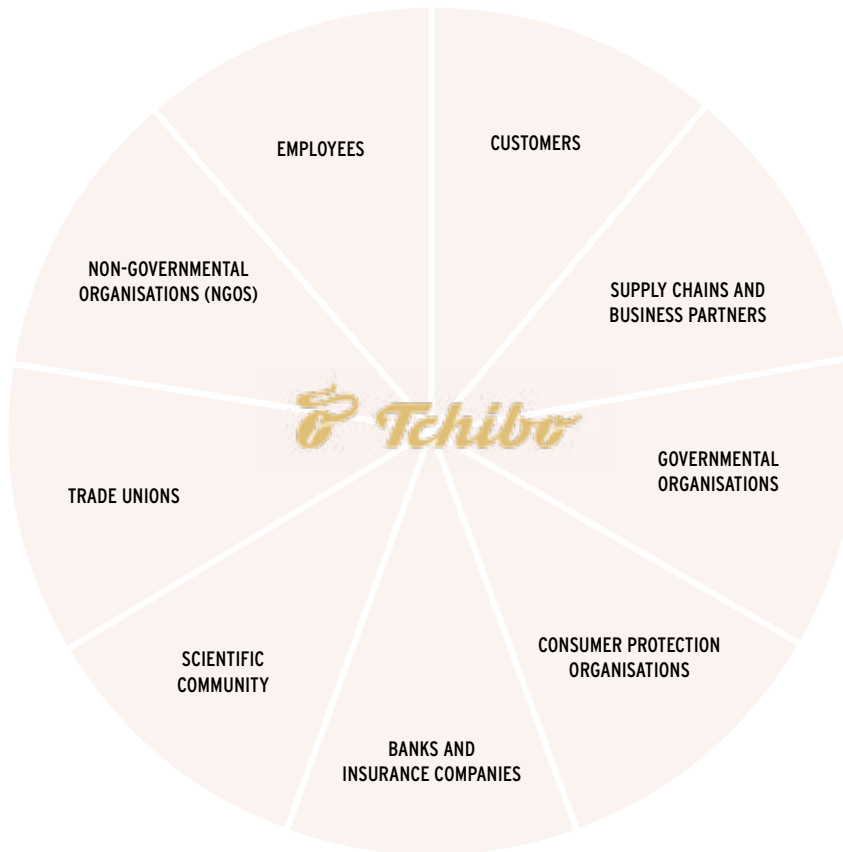 EMPLOYEES
CUSTOMERS
NON-GOVERNMENTAL
ORGANISATIONS (NGOS)
SUPPLY CHAINS AND
BUSINESS PARTNERS
Tchibo
GOVERNMENTAL
ORGANISATIONS
TRADE UNIONS
CONSUMER PROTECTION
ORGANISATIONS
SCIENTIFIC
COMMUNITY
BANKS AND
INSURANCE COMPANIES